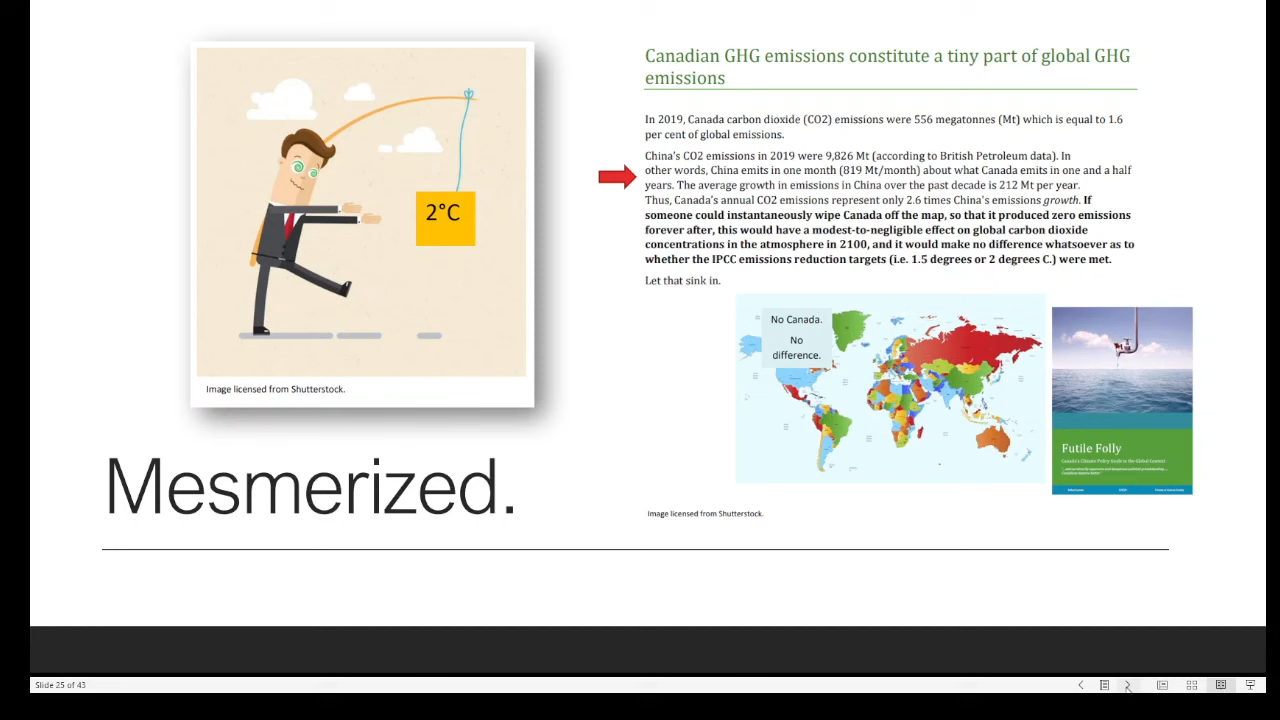 2°C
Image licensed from Shutterstock.
Mesmerized.
Canadian GHG emissions constitute a tiny part of global GHG
emissions
In 2019, Canada carbon dioxide (CO2) emissions were 556 megatonnes (Mt) which is equal to 1.6
per cent of global emissions.
China's CO2 emissions in 2019 were 9,826 Mt (according to British Petroleum data). In
other words, China emits in one month (819 Mt/month) about what Canada emits in one and a half
years. The average growth in emissions in China over the past decade is 212 Mt per year.
Thus, Canada's annual CO2 emissions represent only 2.6 times China's emissions growth. If
someone could instantaneously wipe Canada off the map, so that it produced zero emissions
forever after, this would have a modest-to-negligible effect on global carbon dioxide
concentrations in the atmosphere in 2100, and it would make no difference whatsoever as to
whether the IPCC emissions reduction targets (i.e. 1.5 degrees or 2 degrees C.) were met.
Let that sink in.
No Canada.
No
difference.
Futile Folly
Canada's Climate Policy Goals in the Global Context
Image licensed from Shutterstock.
Slide 25 of 43